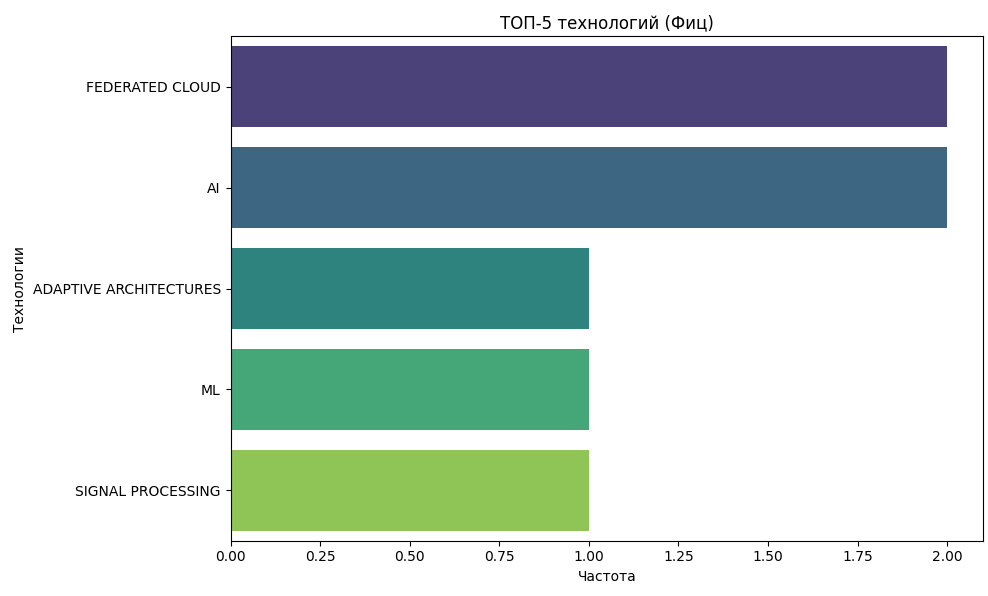 ТОП-5 технологий (Фиц)
Технологии
FEDERATED CLOUD
AI
ADAPTIVE ARCHITECTURES
ML
SIGNAL PROCESSING
0.00 0.25 0.50 0.75 1.00 1.25 1.50 1.75 2.00
Частота